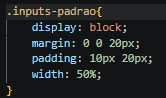 .inputs-padrao{
    display: block;
    margin: 0 0 20px;
    padding: 10px 20px;
    width: 50%;
}